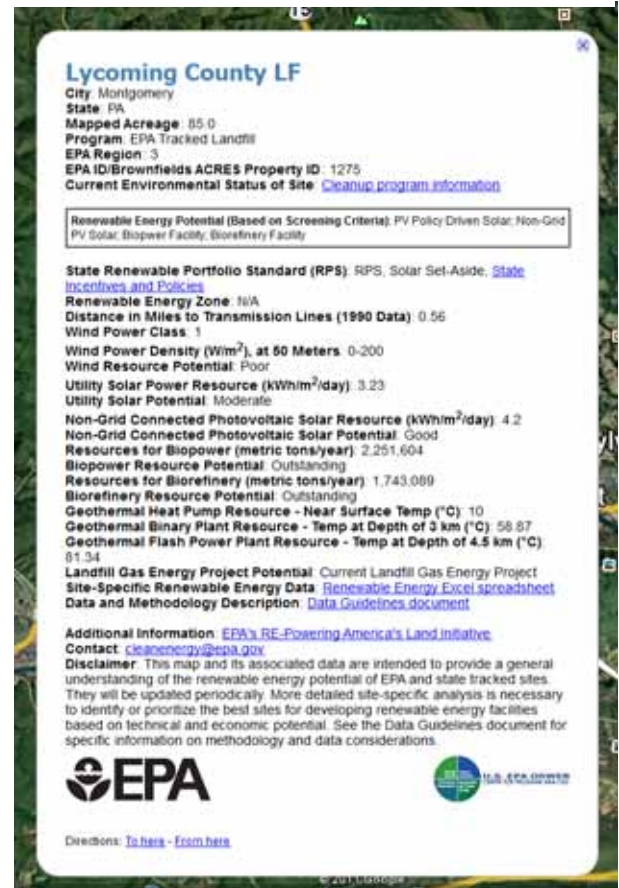 15
Lycoming County LF
City: Montgomery
State: PA
Mapped Acreage: 85.0
Program: EPA Tracked Landfill
EPA Region: 3
EPA ID/Brownfields ACRES Property ID: 1275
Current Environmental Status of Site: Cleanup program information
Renewable Energy Potential (Based on Screening Criteria): PV Policy Driven Solar; Non-Grid
PV Solar; Biopwer Facility; Biorefinery Facility
State Renewable Portfolio Standard (RPS): RPS, Solar Set-Aside, State
Incentives and Policies
Renewable Energy Zone: N/A
Distance in Miles to Transmission Lines (1990 Data): 0.56
Wind Power Class: 1
Wind Power Density (W/m²), at 50 Meters: 0-200
Wind Resource Potential: Poor
Utility Solar Power Resource (kWh/m²/day): 3.23
Utility Solar Potential: Moderate
Non-Grid Connected Photovoltaic Solar Resource (kWh/m²/day): 4.2
Non-Grid Connected Photovoltaic Solar Potential: Good
Resources for Biopower (metric tons/year): 2,251,604
Biopower Resource Potential: Outstanding
Resources for Biorefinery (metric tons/year): 1,743,089
Biorefinery Resource Potential: Outstanding
Geothermal Heat Pump Resource - Near Surface Temp (°C): 10
Geothermal Binary Plant Resource - Temp at Depth of 3 km (°C): 58.87
Geothermal Flash Power Plant Resource - Temp at Depth of 4.5 km (°C):
81.34
Landfill Gas Energy Project Potential: Current Landfill Gas Energy Project
Site-Specific Renewable Energy Data: Renewable Energy Excel spreadsheet
Data and Methodology Description: Data Guidelines document
Additional Information: EPA's RE-Powering America's Land Initiative
Contact: cleanenergy@epa.gov
Disclaimer: This map and its associated data are intended to provide a general
understanding of the renewable energy potential of EPA and state tracked sites.
They will be updated periodically. More detailed site-specific analysis is necessary
to identify or prioritize the best sites for developing renewable energy facilities
based on technical and economic potential. See the Data Guidelines document for
specific information on methodology and data considerations.
EPA
U.S. EPA OSWER
Directions: To here - From here